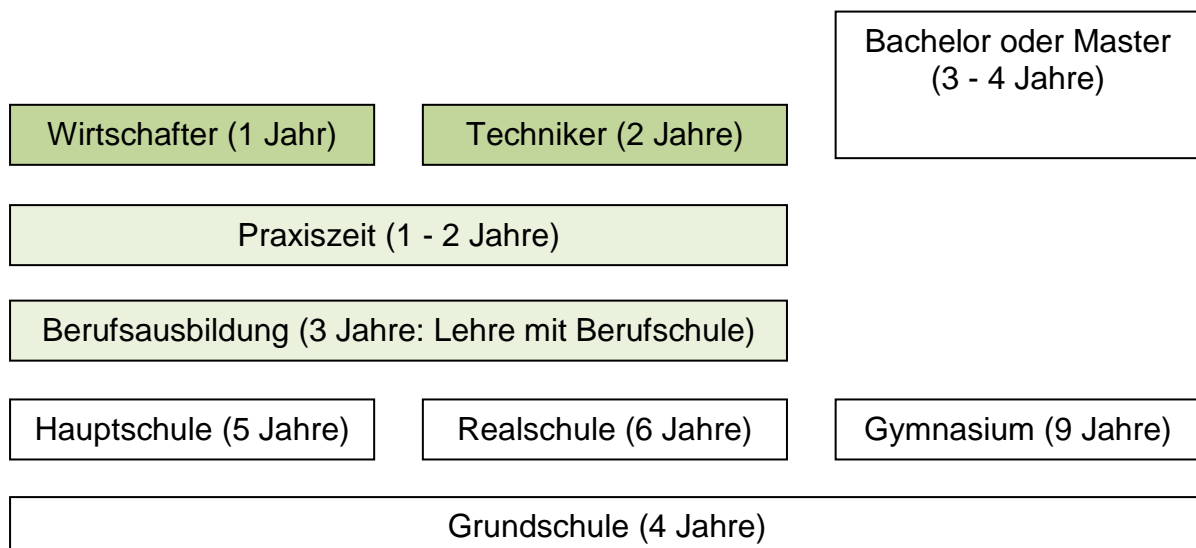 Bachelor oder Master
(3 - 4 Jahre)
Wirtschafter (1 Jahr)
Techniker (2 Jahre)
Praxiszeit (1 - 2 Jahre)
Berufsausbildung (3 Jahre: Lehre mit Berufschule)
Hauptschule (5 Jahre)
Realschule (6 Jahre)
Gymnasium (9 Jahre)
Grundschule (4 Jahre)